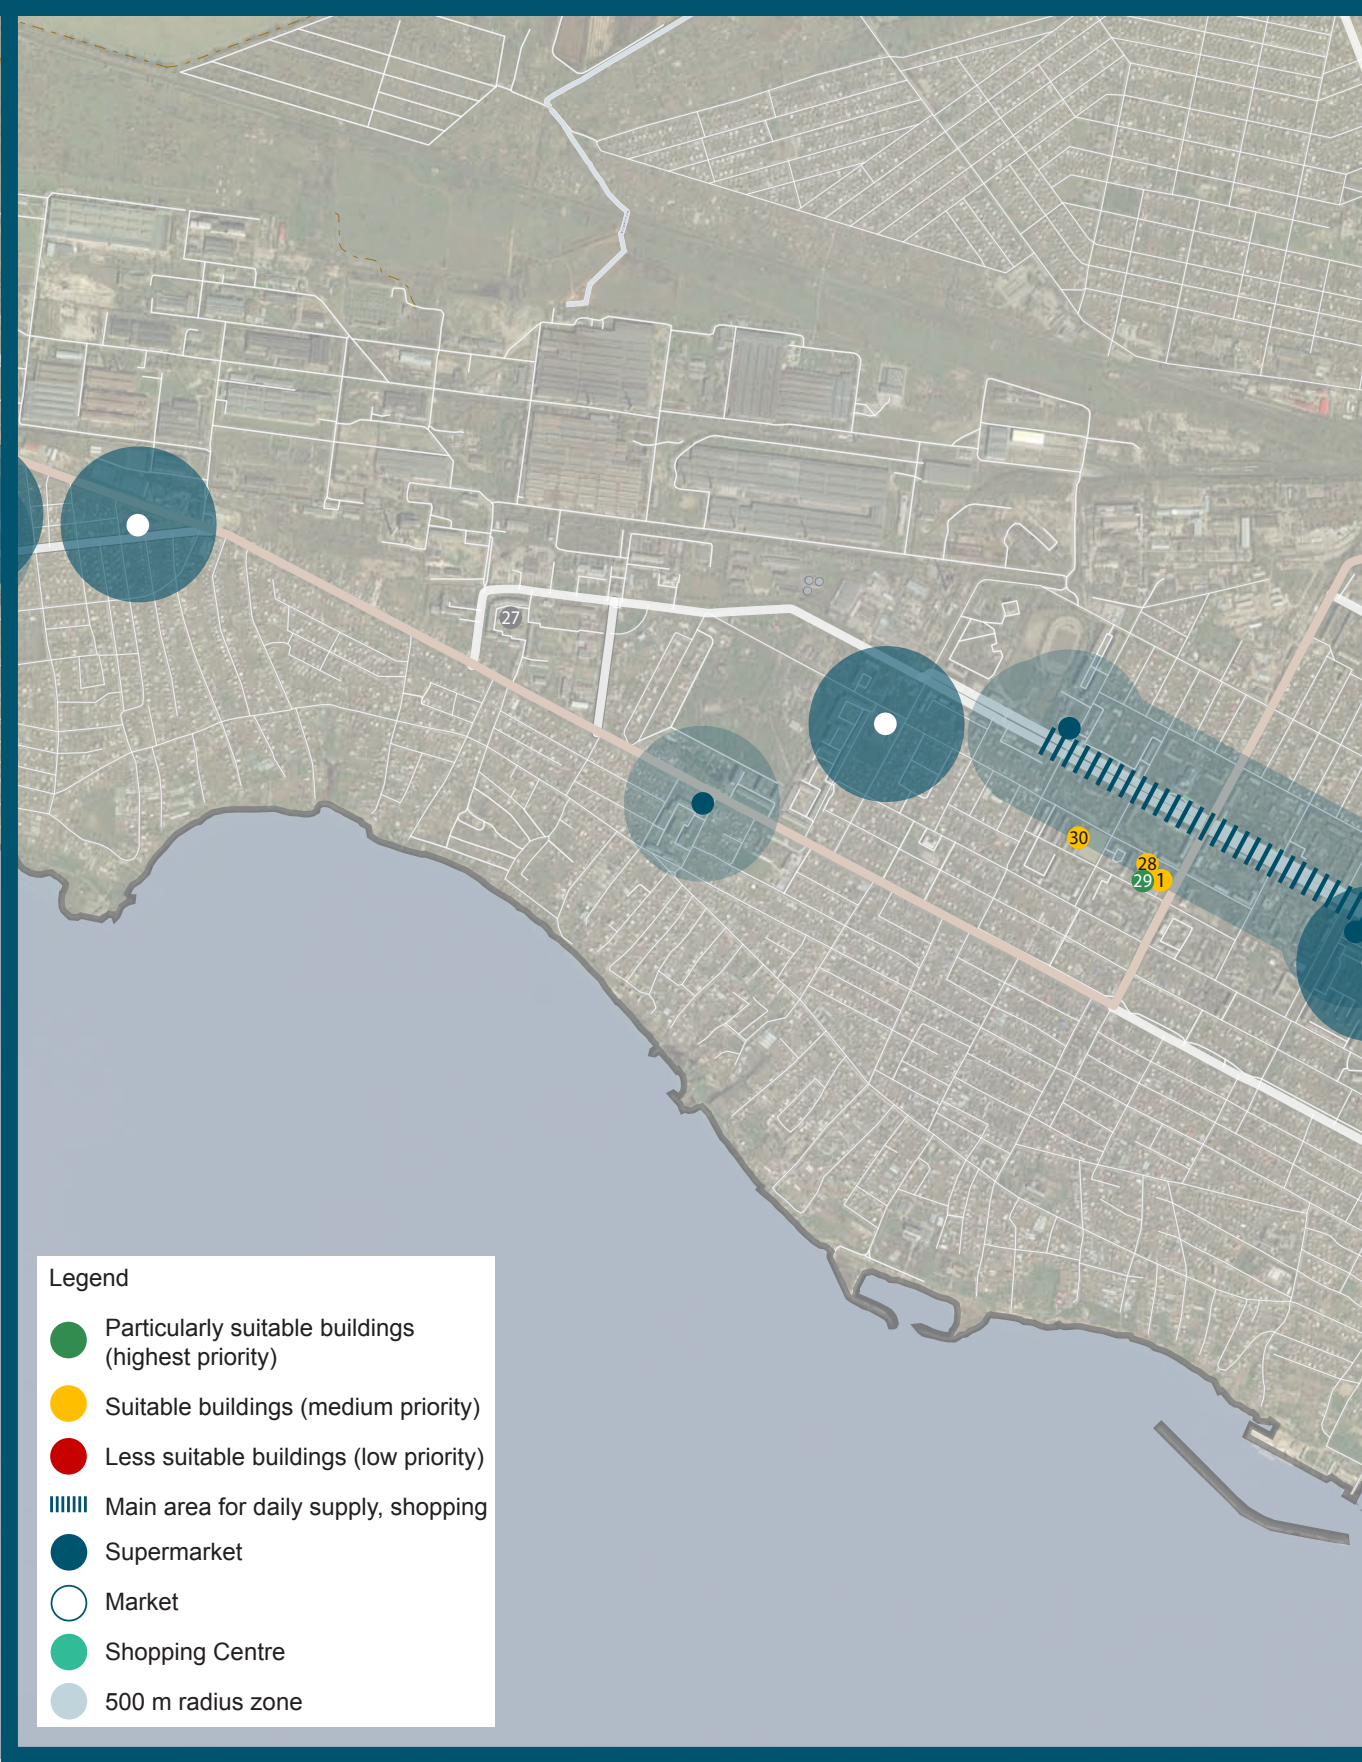 27
30
28
29
1
Legend
Particularly suitable buildings
(highest priority)
Suitable buildings (medium priority)
Less suitable buildings (low priority)
Main area for daily supply, shopping
Supermarket
Market
Shopping Centre
500 m radius zone